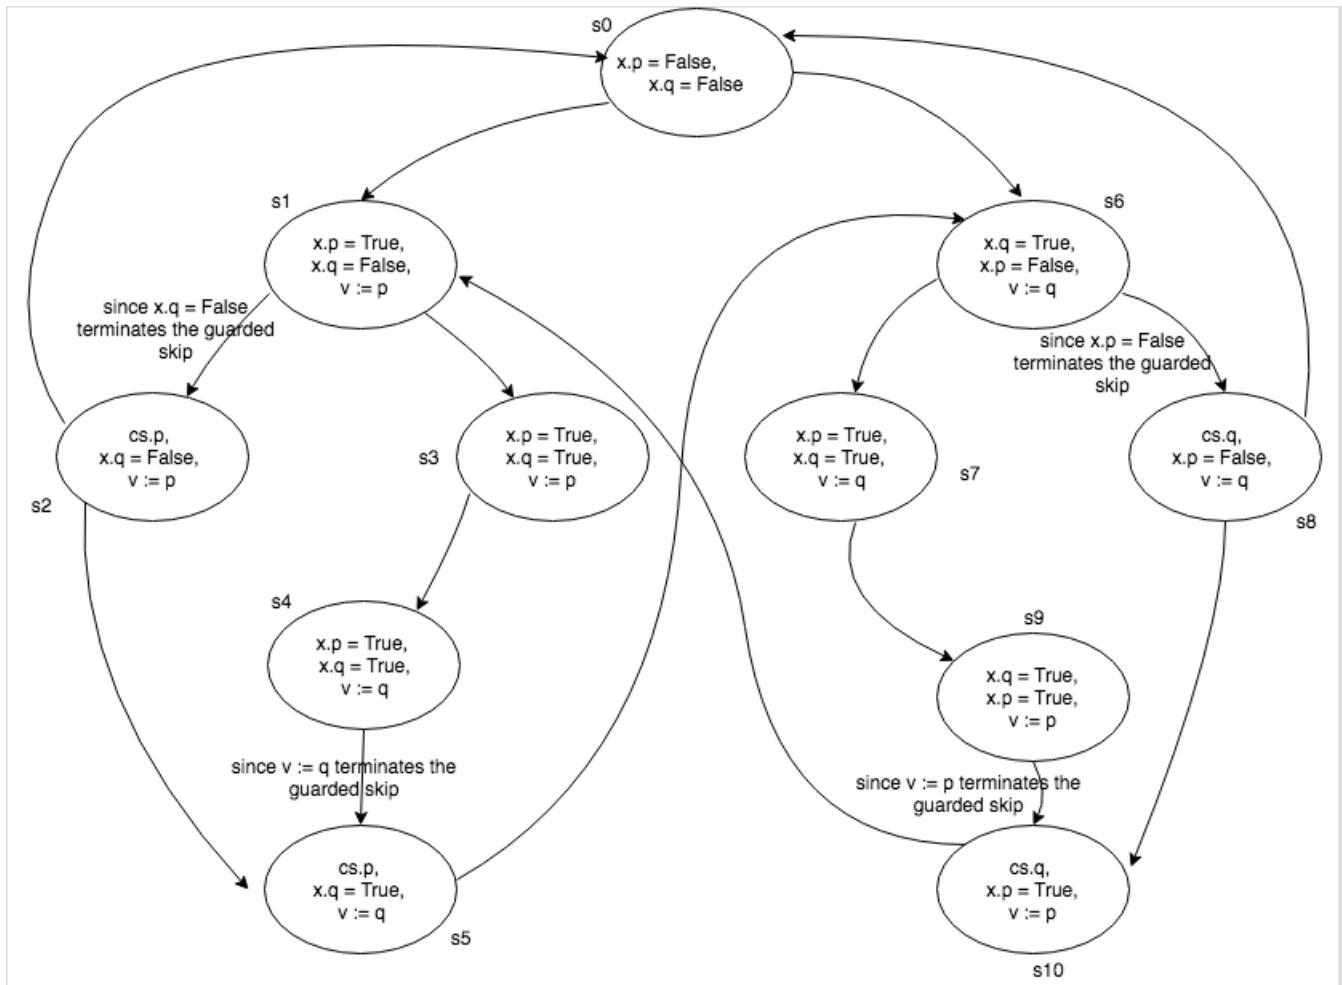 s0
x.p = False,
x.q = False
s1
x.p = True,
x.q = False,
v := p
s6
x.q = True,
x.p = False,
v := q
since x.q = False
terminates the guarded
skip
since x.p = False
terminates the guarded
skip
cs.p,
x.q = False,
v := p
s2
s3
x.p = True,
x.q = True,
v := p
x.p = True,
x.q = True,
v := q
s7
cs.q,
x.p = False,
v := q
s8
s4
x.p = True,
x.q = True,
v := q
s9
x.q = True,
x.p = True,
v := p
since v := q terminates the
guarded skip
since v := p terminates the
guarded skip
cs.p,
x.q = True,
v := q
s5
cs.q,
x.p = True,
v := p
s10